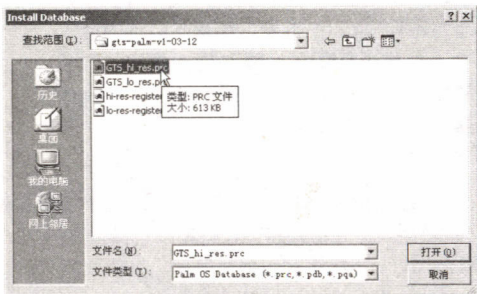 Install Database
查找范围(I):
gts-palm-v1-03-12
历史
桌面
我的电脑
网上邻居
GTS_hi_res.prc
GTS_lo_res.prc
hi-res-register
lo-res-register
类型: PRC 文件
大小: 613 KB
文件名(N):
GTS_hi_res.prc
打开(O)
文件类型(T):
Palm OS Database (*.prc,*.pdb,*.pqa)
取消